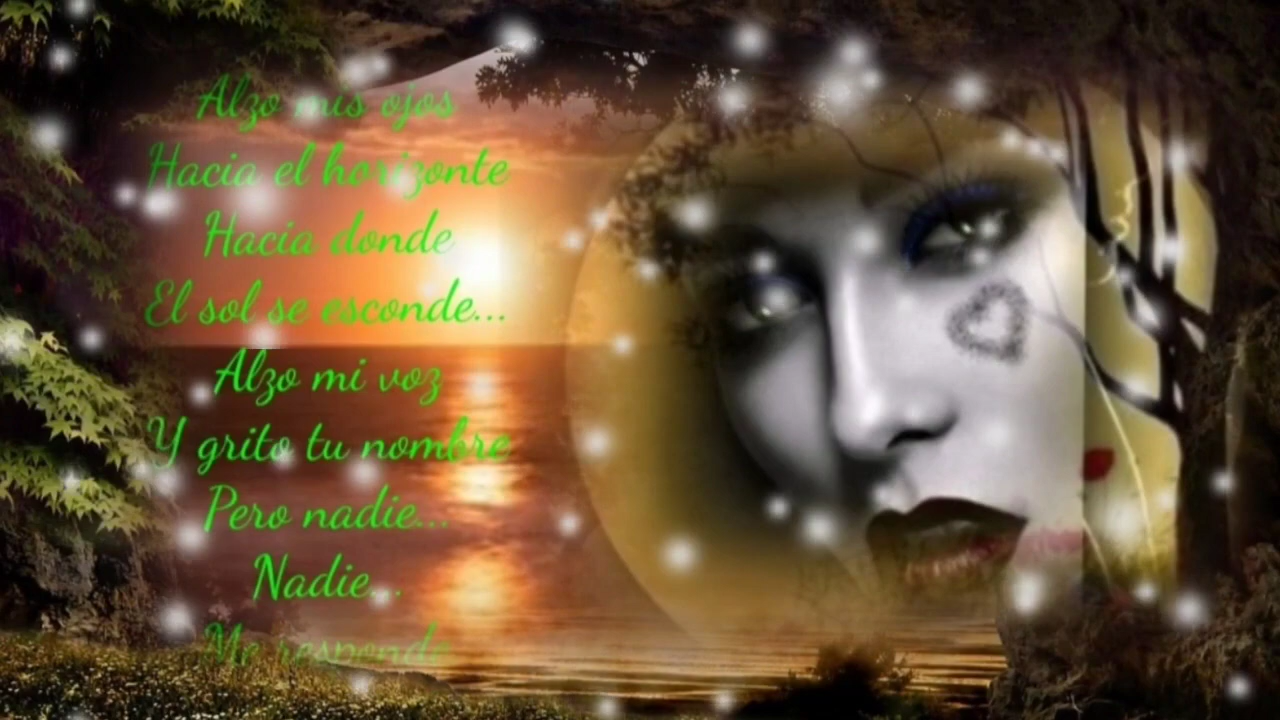 Alzo mis ojos
Hacia el horizonte
Hacia donde
El sol se esconde...
Alzo mi voz
Y grito tu nombre
Pero nadie...
Nadie...
Me responde